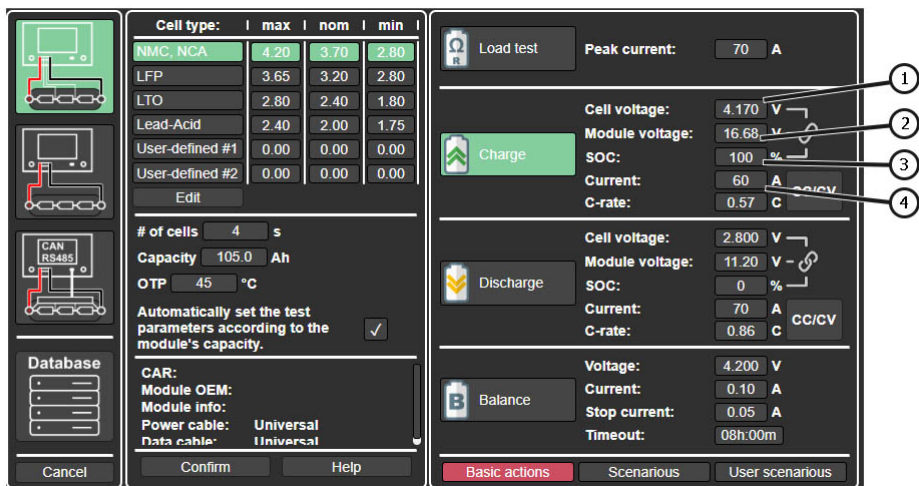 Cell type: max nom min
NMC, NCA 4.20 3.70 2.80
LFP 3.65 3.20 2.80
LTO 2.80 2.40 1.80
Lead-Acid 2.40 2.00 1.75
User-defined #1 0.00 0.00 0.00
User-defined #2 0.00 0.00 0.00
Edit
CAN
RS485
Database
Cancel
# of cells 4 s
Capacity 105.0 Ah
OTP 45 °C
Automatically set the test
parameters according to the
module's capacity.
CAR:
Module OEM:
Module info:
Power cable: Universal
Data cable: Universal
Confirm Help
Ω
R
Load test Peak current: 70 A
Charge
Cell voltage: 4.170 V
Module voltage: 16.68 V
SOC: 100 %
Current: 60 A
C-rate: 0.57 C
CC/CV
1
2
3
4
Discharge
Cell voltage: 2.800 V
Module voltage: 11.20 V
SOC: 0 %
Current: 70 A
C-rate: 0.86 C
CC/CV
B
Balance
Voltage: 4.200 V
Current: 0.10 A
Stop current: 0.05 A
Timeout: 08h:00m
Basic actions Scenarious User scenarious